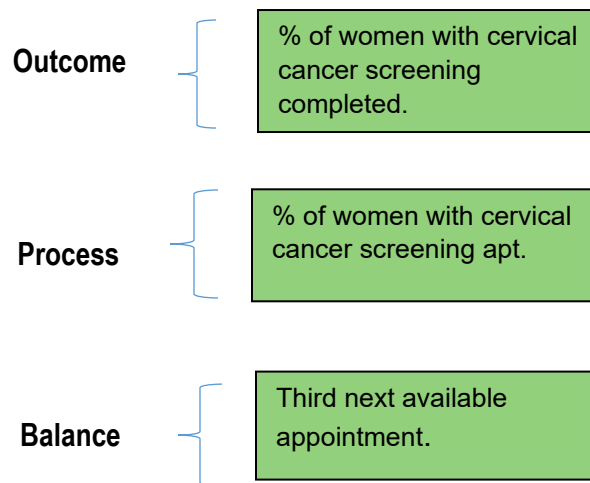 Outcome
% of women with cervical
cancer screening
completed.
Process
% of women with cervical
cancer screening apt.
Balance
Third next available
appointment.